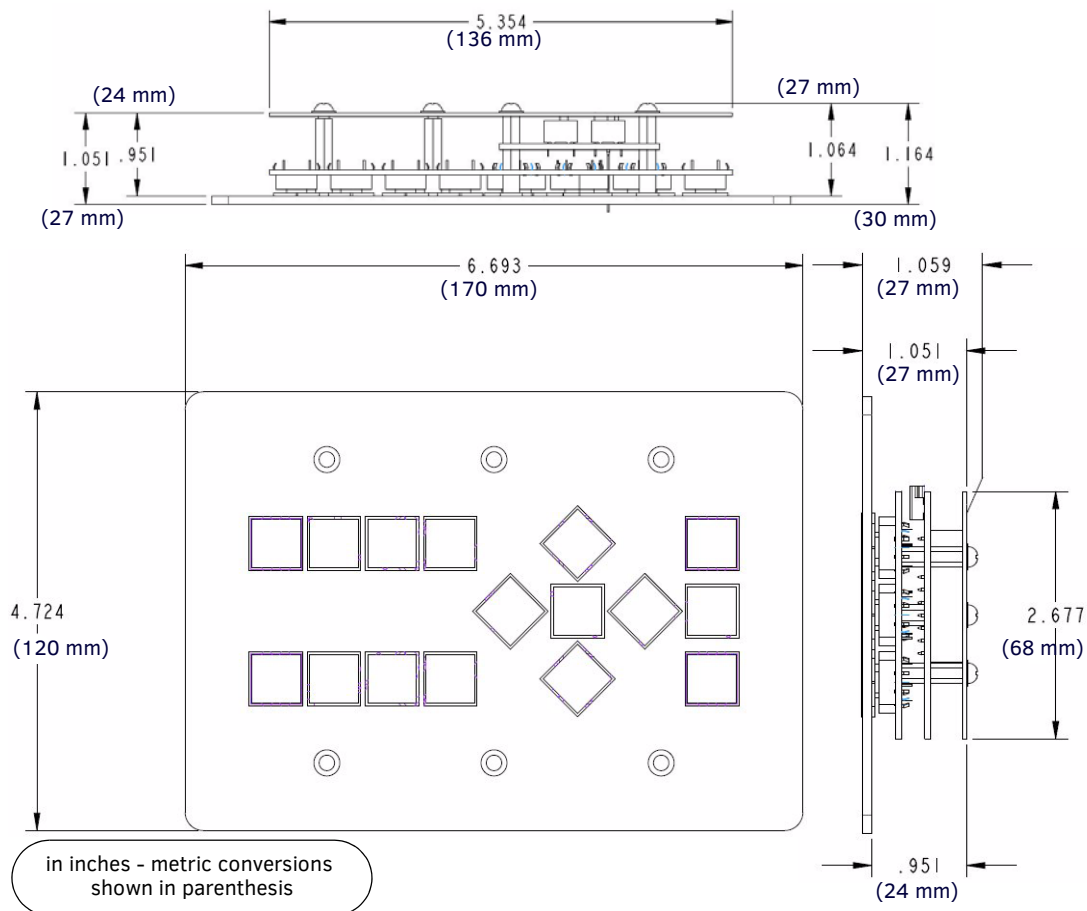 5.354
(136 mm)
(24 mm)
(27 mm)
1.051
.951
1.064
1.164
(27 mm)
(30 mm)
6.693
(170 mm)
1.059
(27 mm)
1.051
(27 mm)
4.724
(120 mm)
2.677
(68 mm)
.951
(24 mm)
in inches - metric conversions
shown in parenthesis